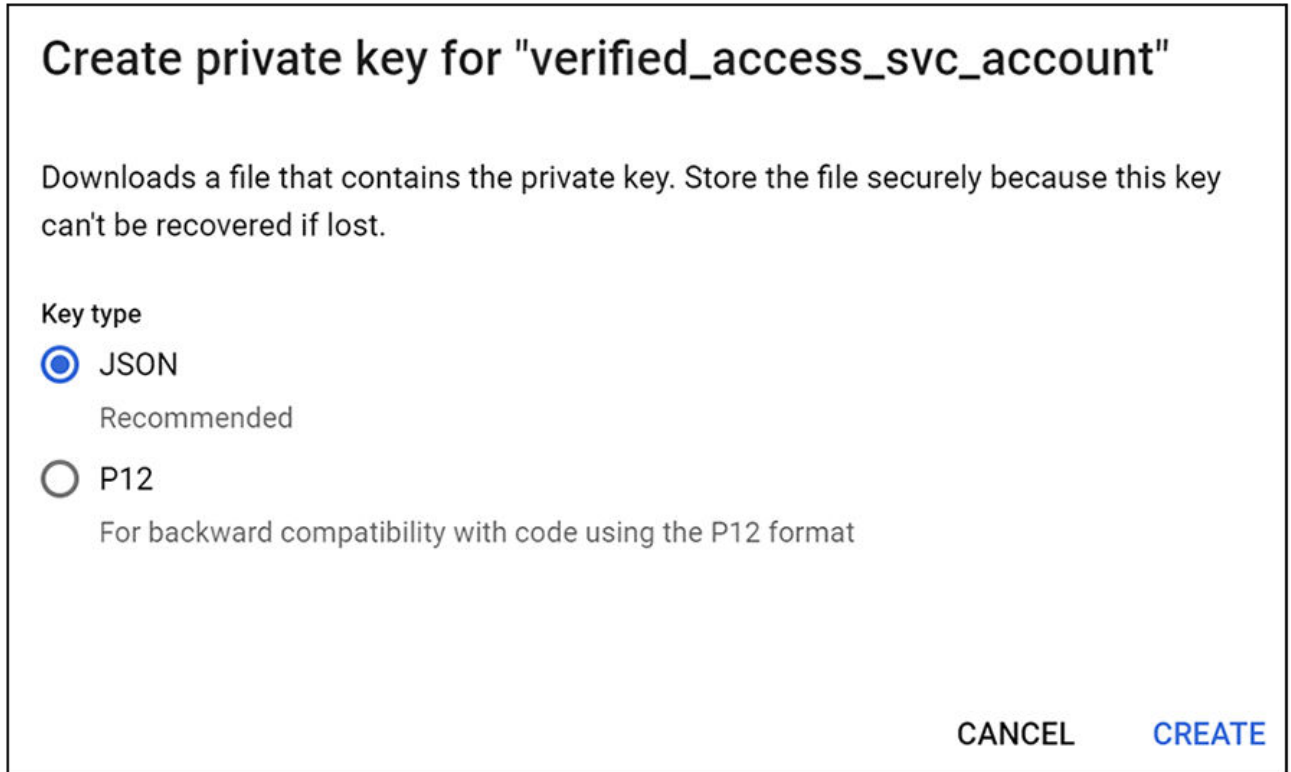 Create private key for "verified_access_svc_account"
Downloads a file that contains the private key. Store the file securely because this key
can't be recovered if lost.
Key type
JSON
Recommended
P12
For backward compatibility with code using the P12 format
CANCEL CREATE